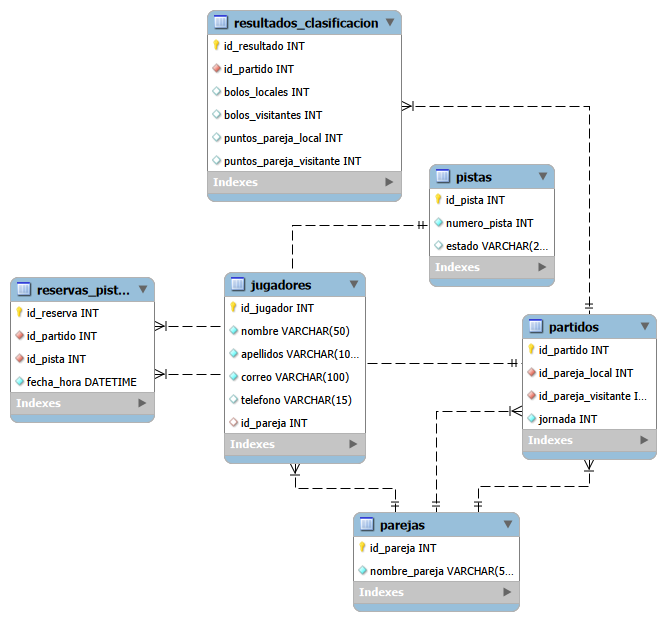 resultados_clasificacion
id_resultado INT
id_partido INT
bolos_locales INT
bolos_visitantes INT
puntos_pareja_local INT
puntos_pareja_visitante INT
Indexes
pistas
id_pista INT
numero_pista INT
estado VARCHAR(2...
Indexes
reservas_pist...
id_reserva INT
id_partido INT
id_pista INT
fecha_hora DATETIME
Indexes
jugadores
id_jugador INT
nombre VARCHAR(50)
apellidos VARCHAR(10...
correo VARCHAR(100)
telefono VARCHAR(15)
id_pareja INT
Indexes
partidos
id_partido INT
id_pareja_local INT
id_pareja_visitante I...
jornada INT
Indexes
parejas
id_pareja INT
nombre_pareja VARCHAR(5...
Indexes